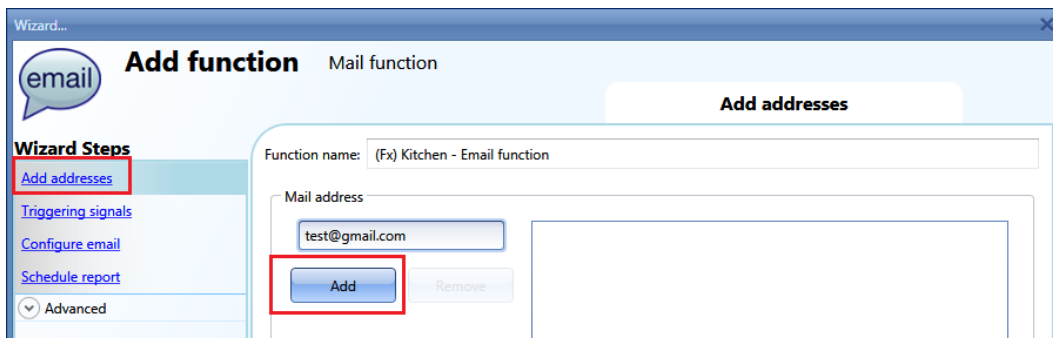 Wizard...
email
Add function Mail function
Add addresses
Wizard Steps
Add addresses
Triggering signals
Configure email
Schedule report
Advanced
Function name: (Fx) Kitchen - Email function
Mail address
test@gmail.com
Add Remove